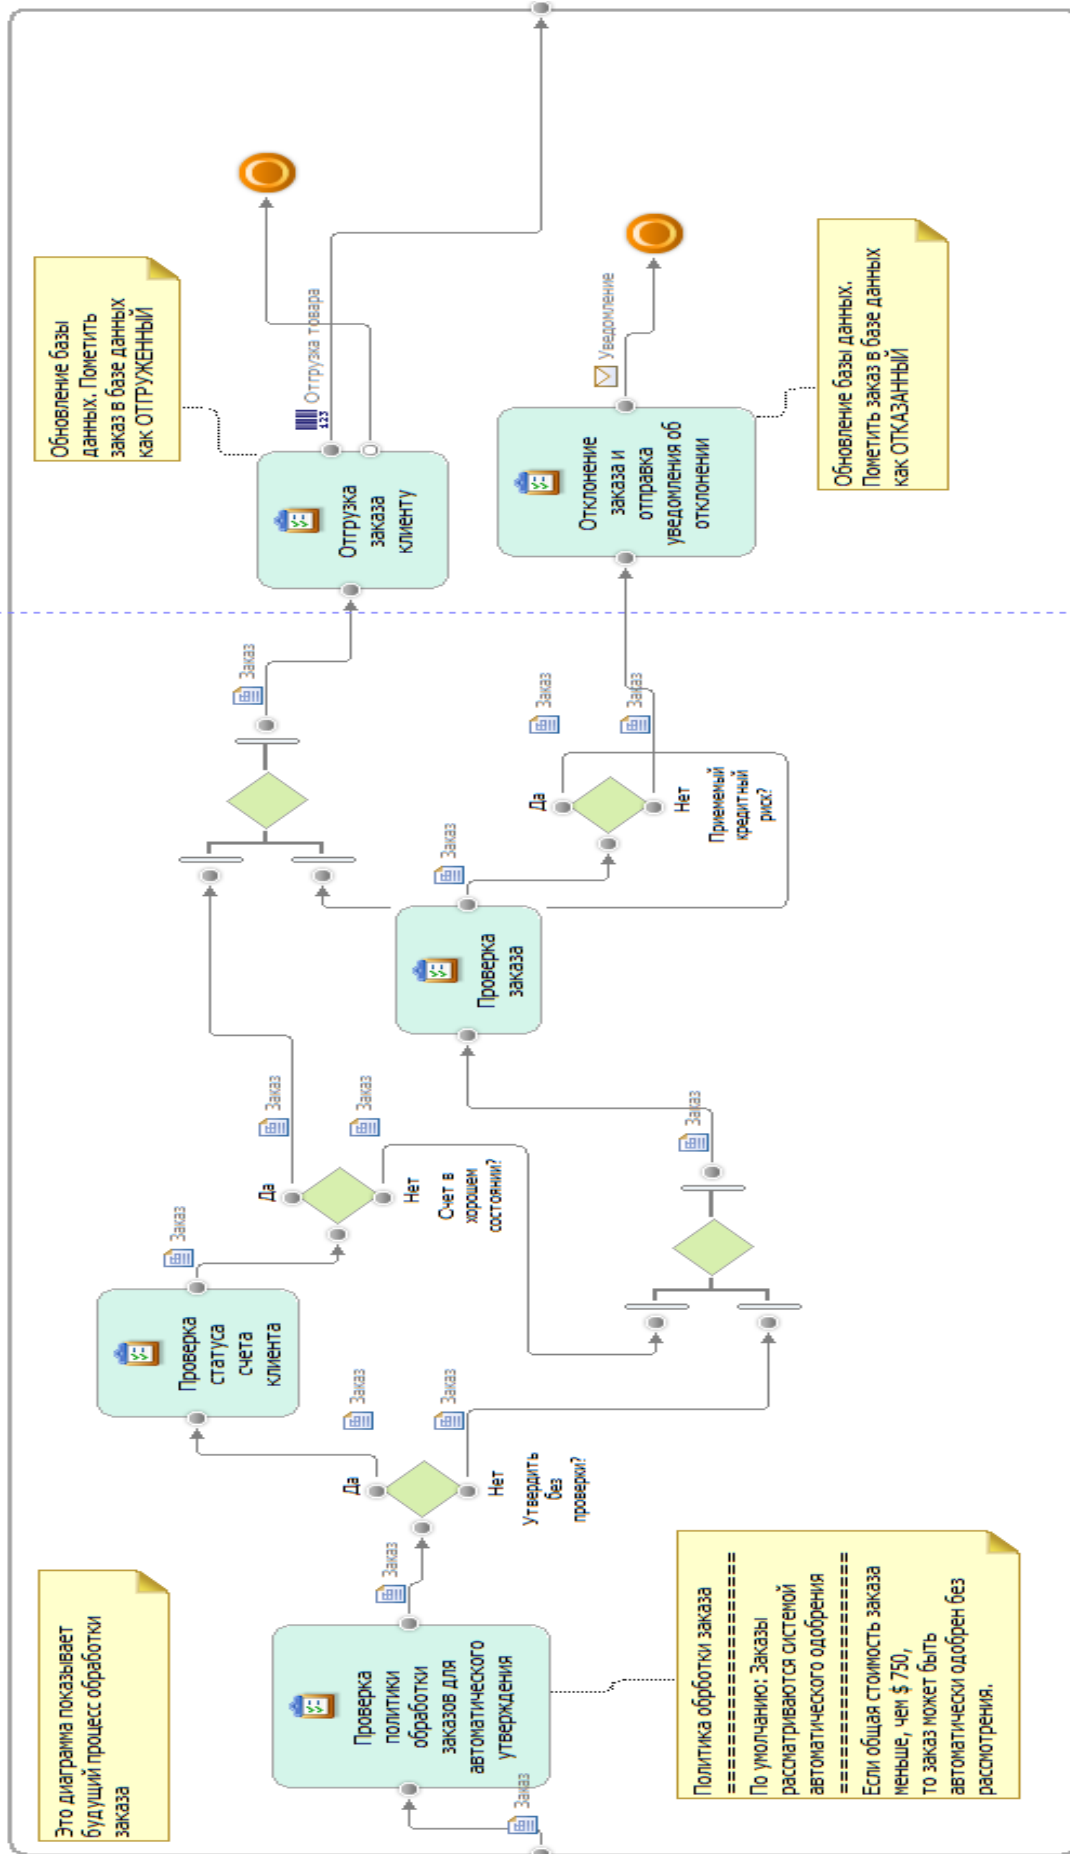 Это диаграмма показывает
будущий процесс обработки
заказа
Заказ
Проверка
политики
обработки
заказов для
автоматического
утверждения
Заказ
Политика обрботки заказа
========================
По умолчанию: Заказы
рассматриваются системой
автоматического одобрения
========================
Если общая стоимость заказа
меньше, чем $ 750,
то заказ может быть
автоматически одобрен без
рассмотрения.
Да
Нет
Утвердить
без
проверки?
Заказ
Заказ
Проверка
статуса
счета
клиента
Заказ
Да
Нет
Счет в
хорошем
состоянии?
Заказ
Заказ
Заказ
Проверка
заказа
Заказ
Да
Нет
Приемемый
кредитный
риск?
Заказ
Заказ
Заказ
Отгрузка
заказа
клиенту
123
Отгрузка товара
Обновление базы
данных. Пометить
заказ в базе данных
как ОТГРУЖЕННЫЙ
Отклонение
заказа и
отправка
уведомления об
отклонении
Уведомление
Обновление базы данных.
Пометить заказ в базе данных
как ОТКАЗАННЫЙ